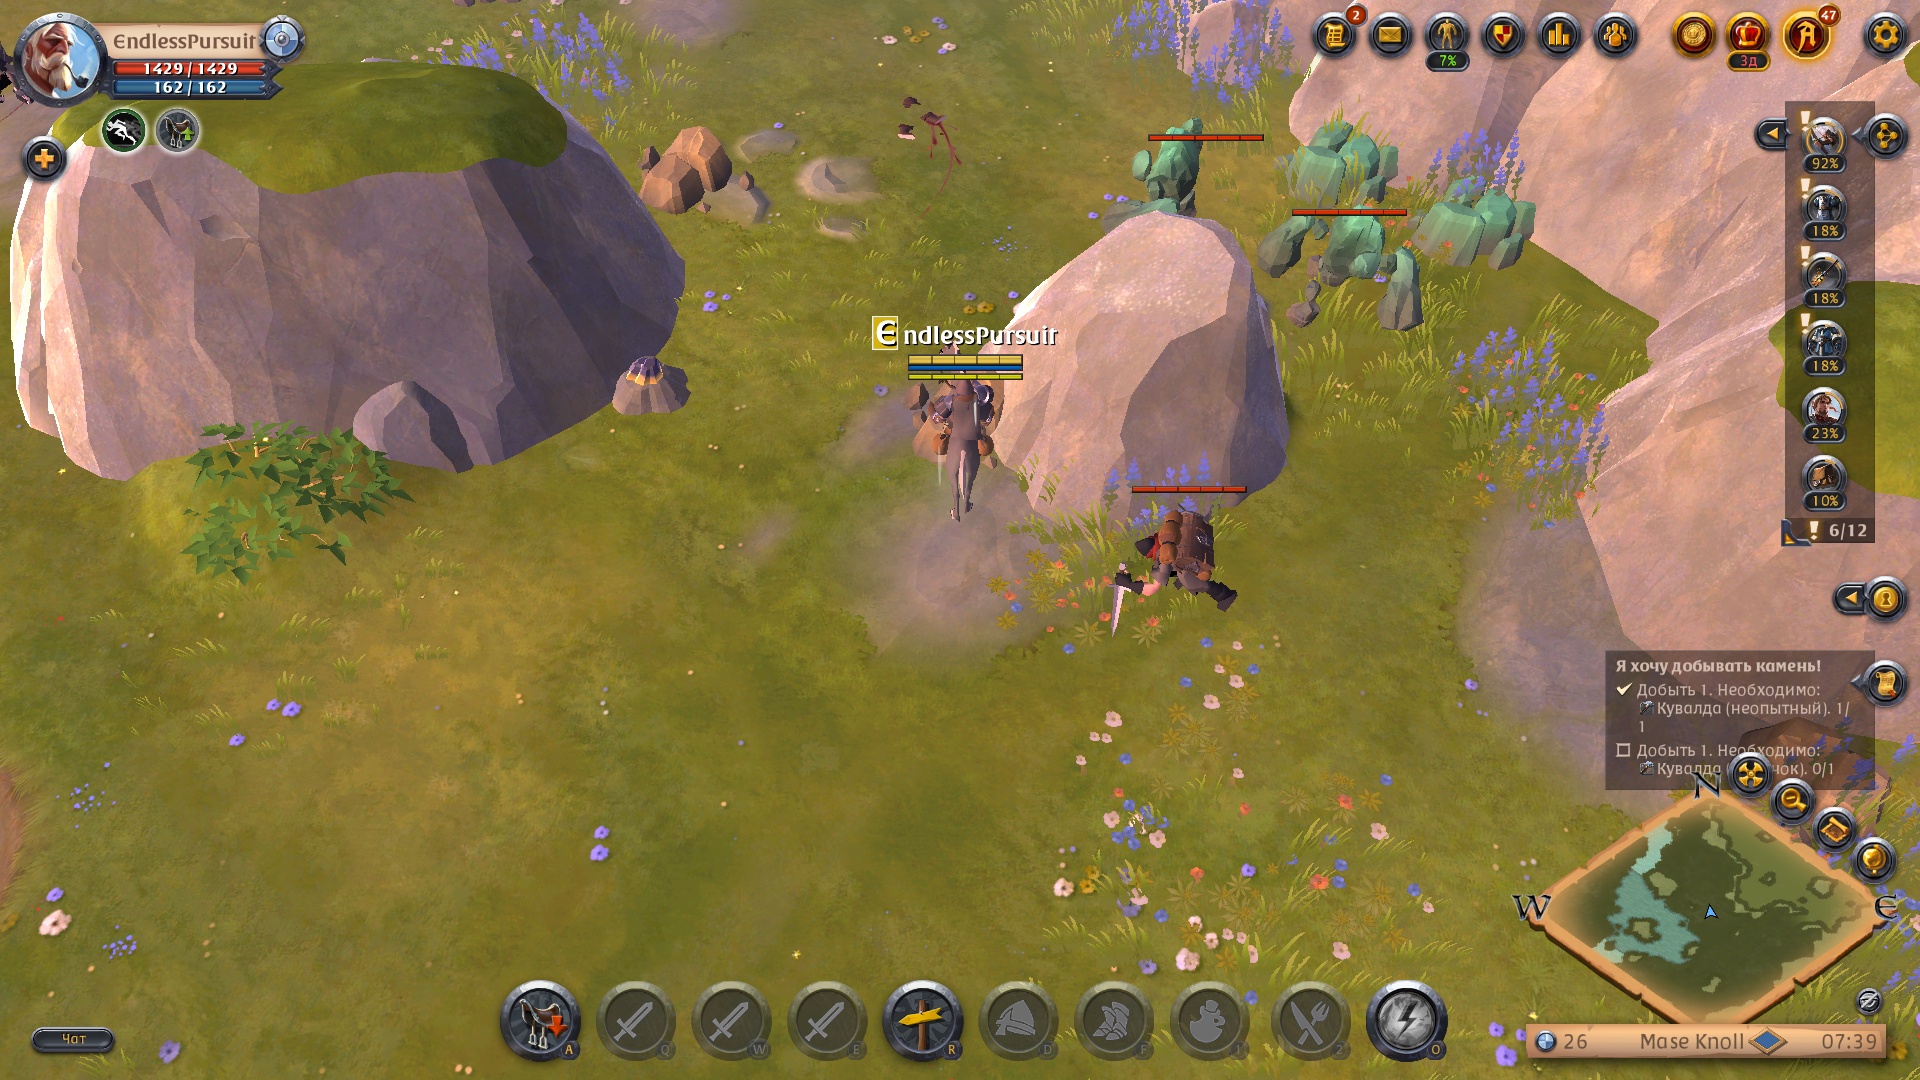 EndlessPursuit
1429 / 1429
162 / 162
2
7%
3д
47
92%
18%
18%
18%
23%
10%
6/12
EndlessPursuit
Я хочу добывать камень!
Добыть 1. Необходимо:
Кувалда (неопытный). 1/
1
Добыть 1. Необходимо:
0/1
N
W
E
Чат
A
Q
W
E
R
D
F
1
2
O
26
Mase Knoll
07:39